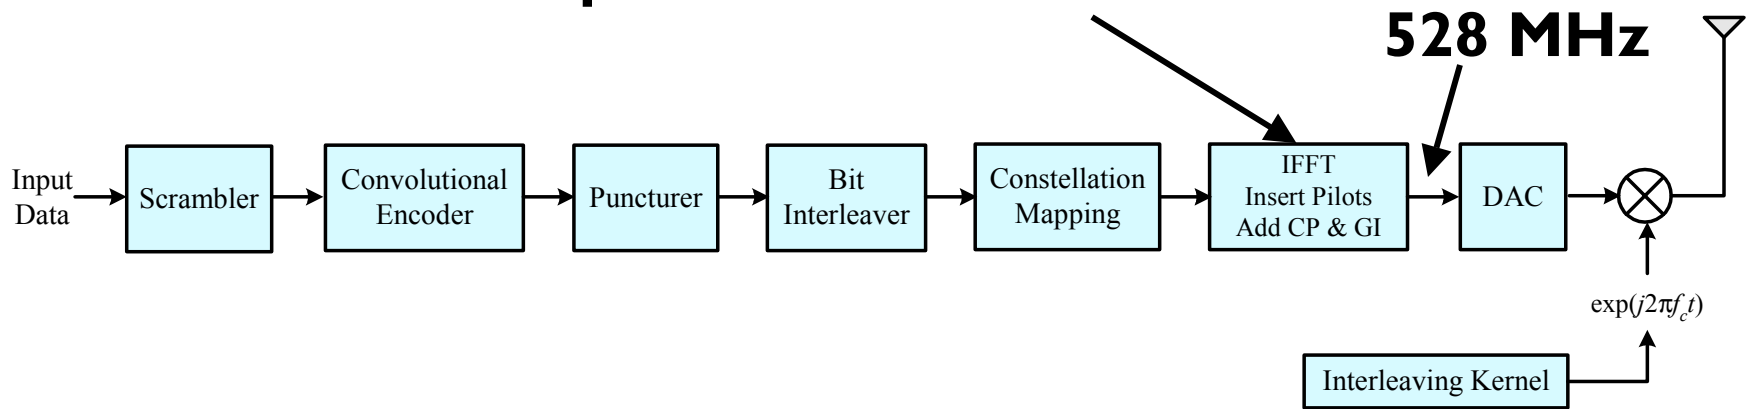 528 MHz
Input
Data
Scrambler
Convolutional
Encoder
Puncturer
Bit
Interleaver
Constellation
Mapping
IFFT
Insert Pilots
Add CP & GI
DAC
exp(j2πf_c t)
Interleaving Kernel